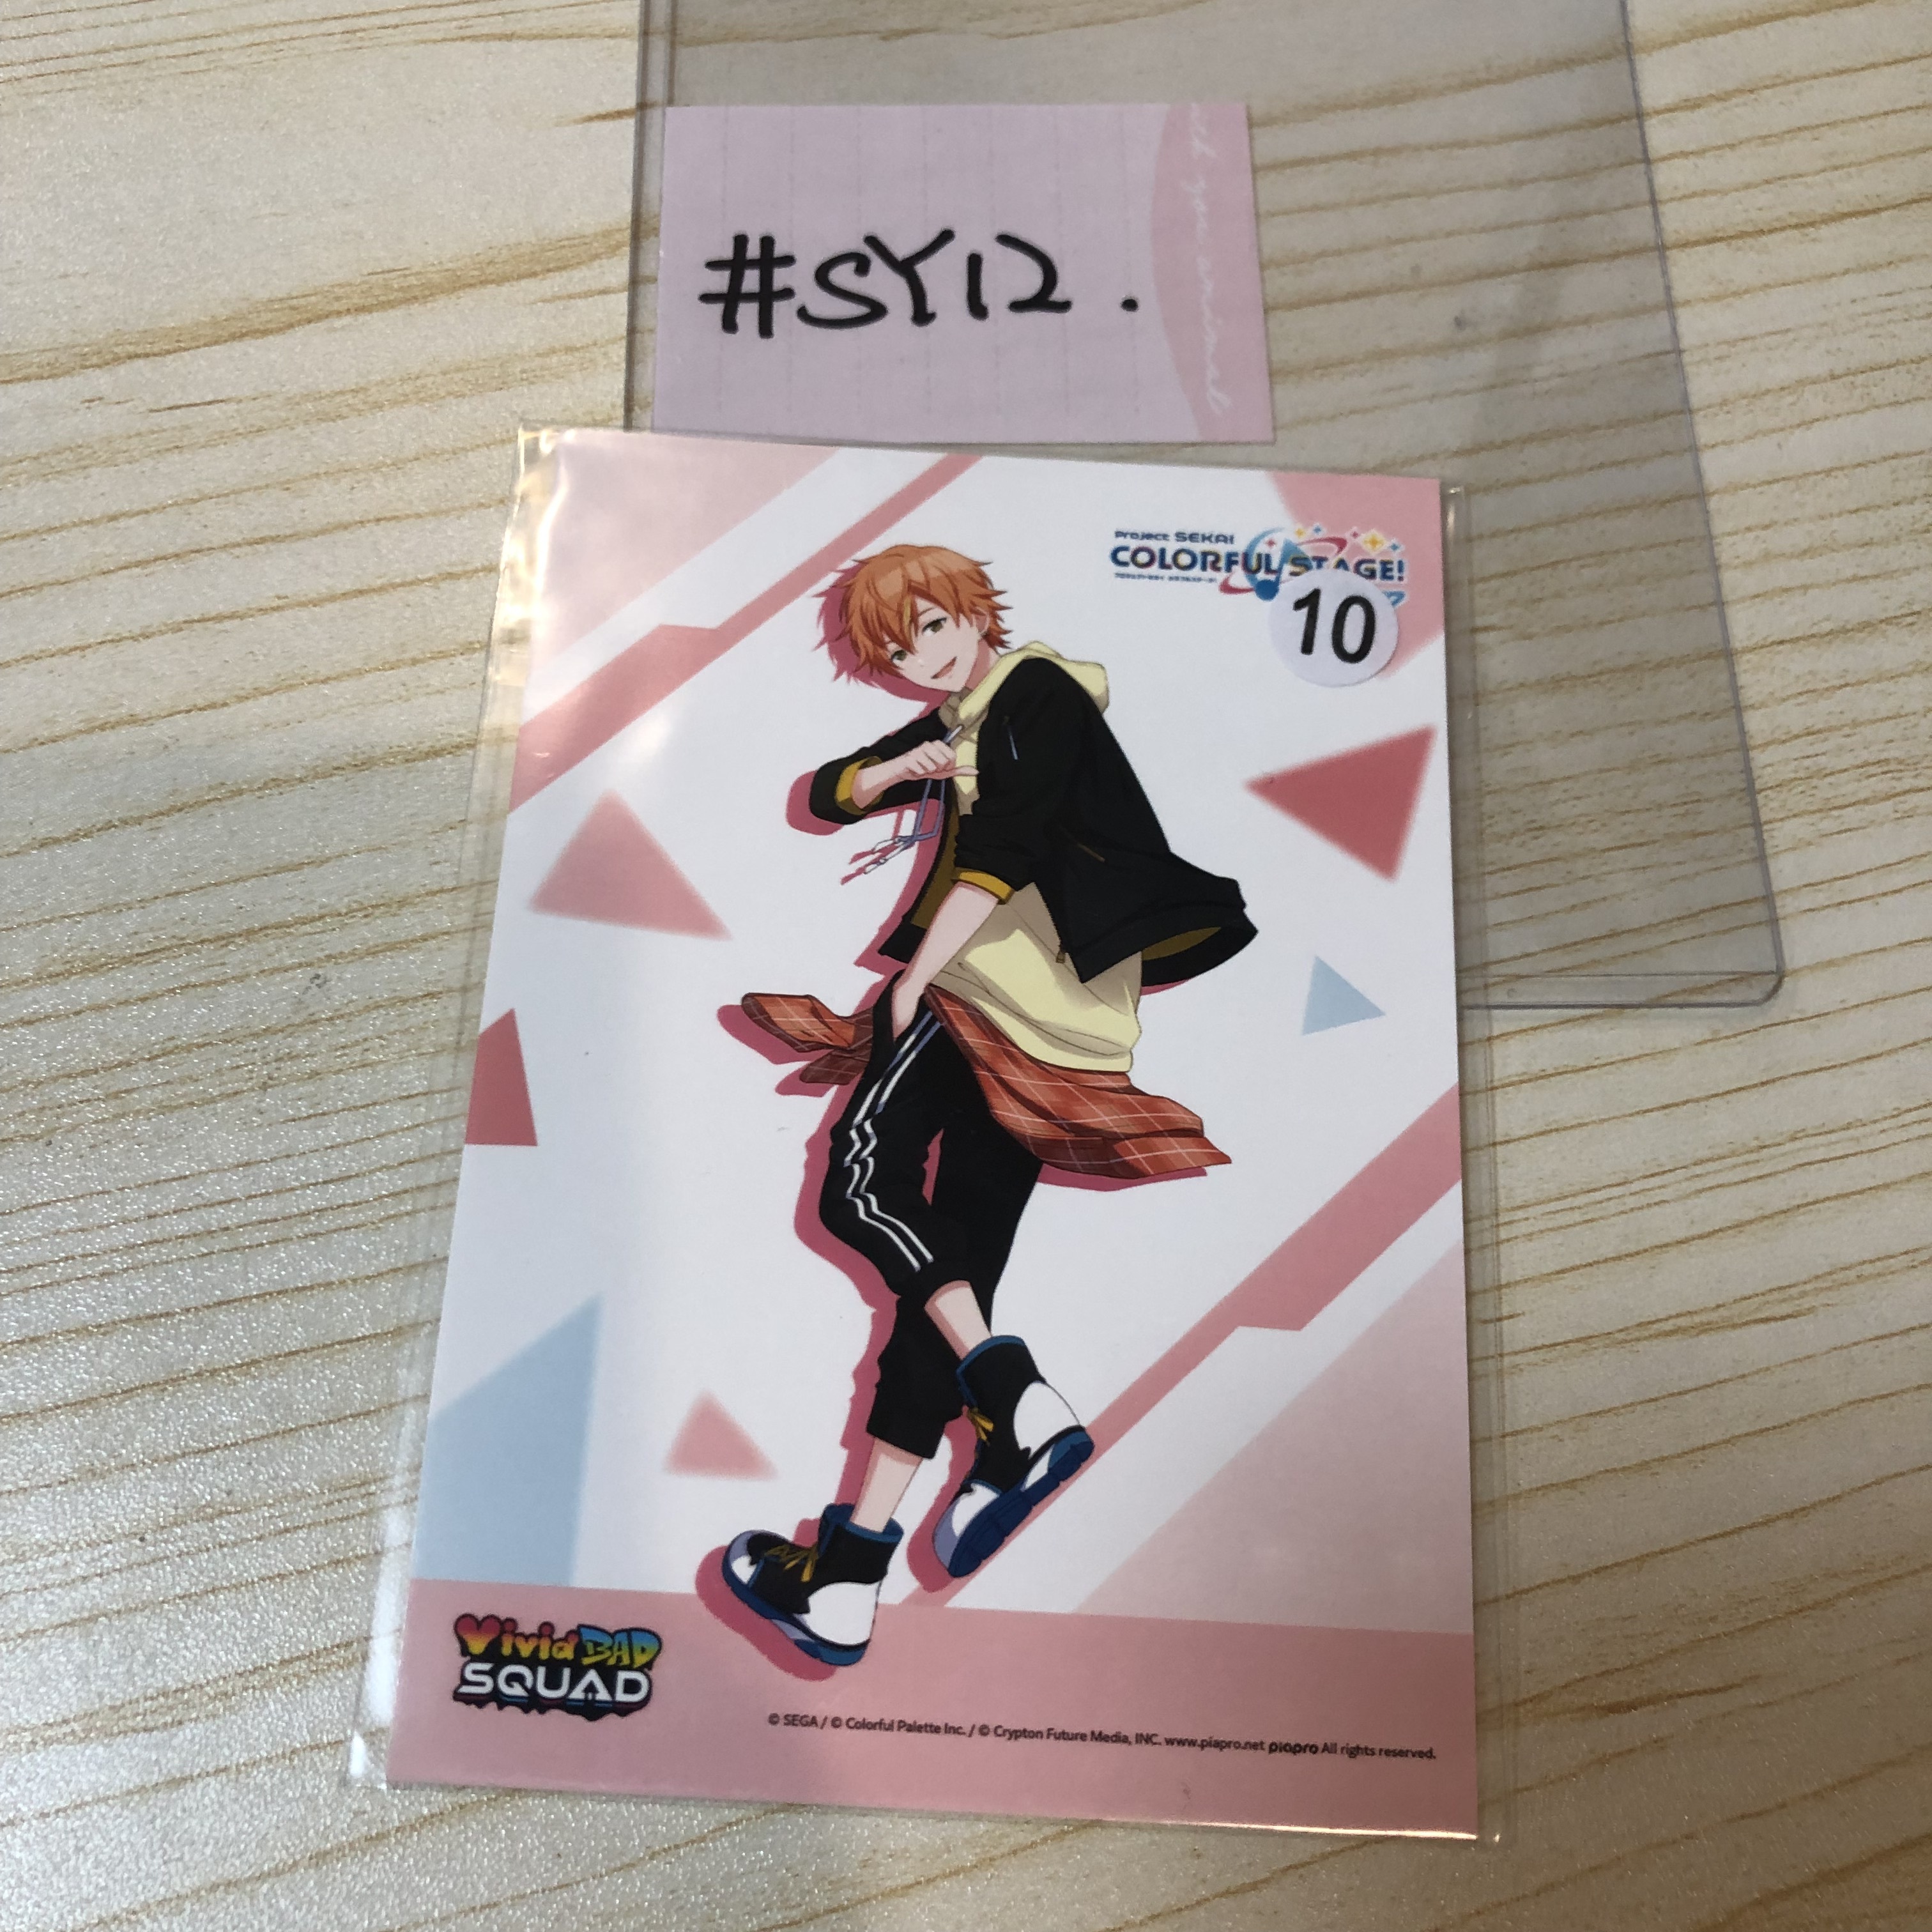 #SY12.
Project SEKAI
COLORFUL STAGE!
10
Vivid BAD
SQUAD
© SEGA / © Colorful Palette Inc. / © Crypton Future Media, INC. www.piapro.net piapro All rights reserved.